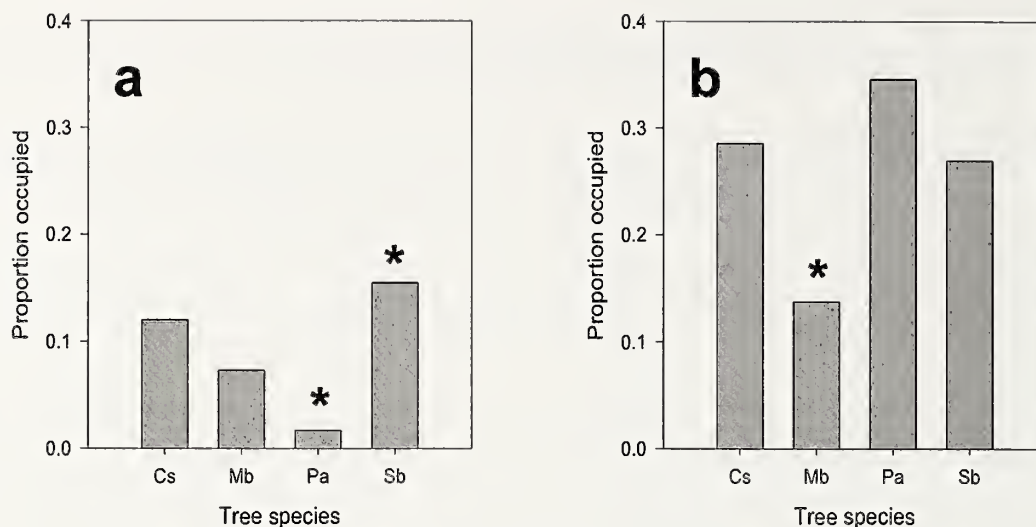 a
0.4
0.3
0.2
0.1
0.0
Proportion occupied
*
*
Cs Mb Pa Sb
Tree species
b
0.4
0.3
0.2
0.1
0.0
Proportion occupied
*
Cs Mb Pa Sb
Tree species